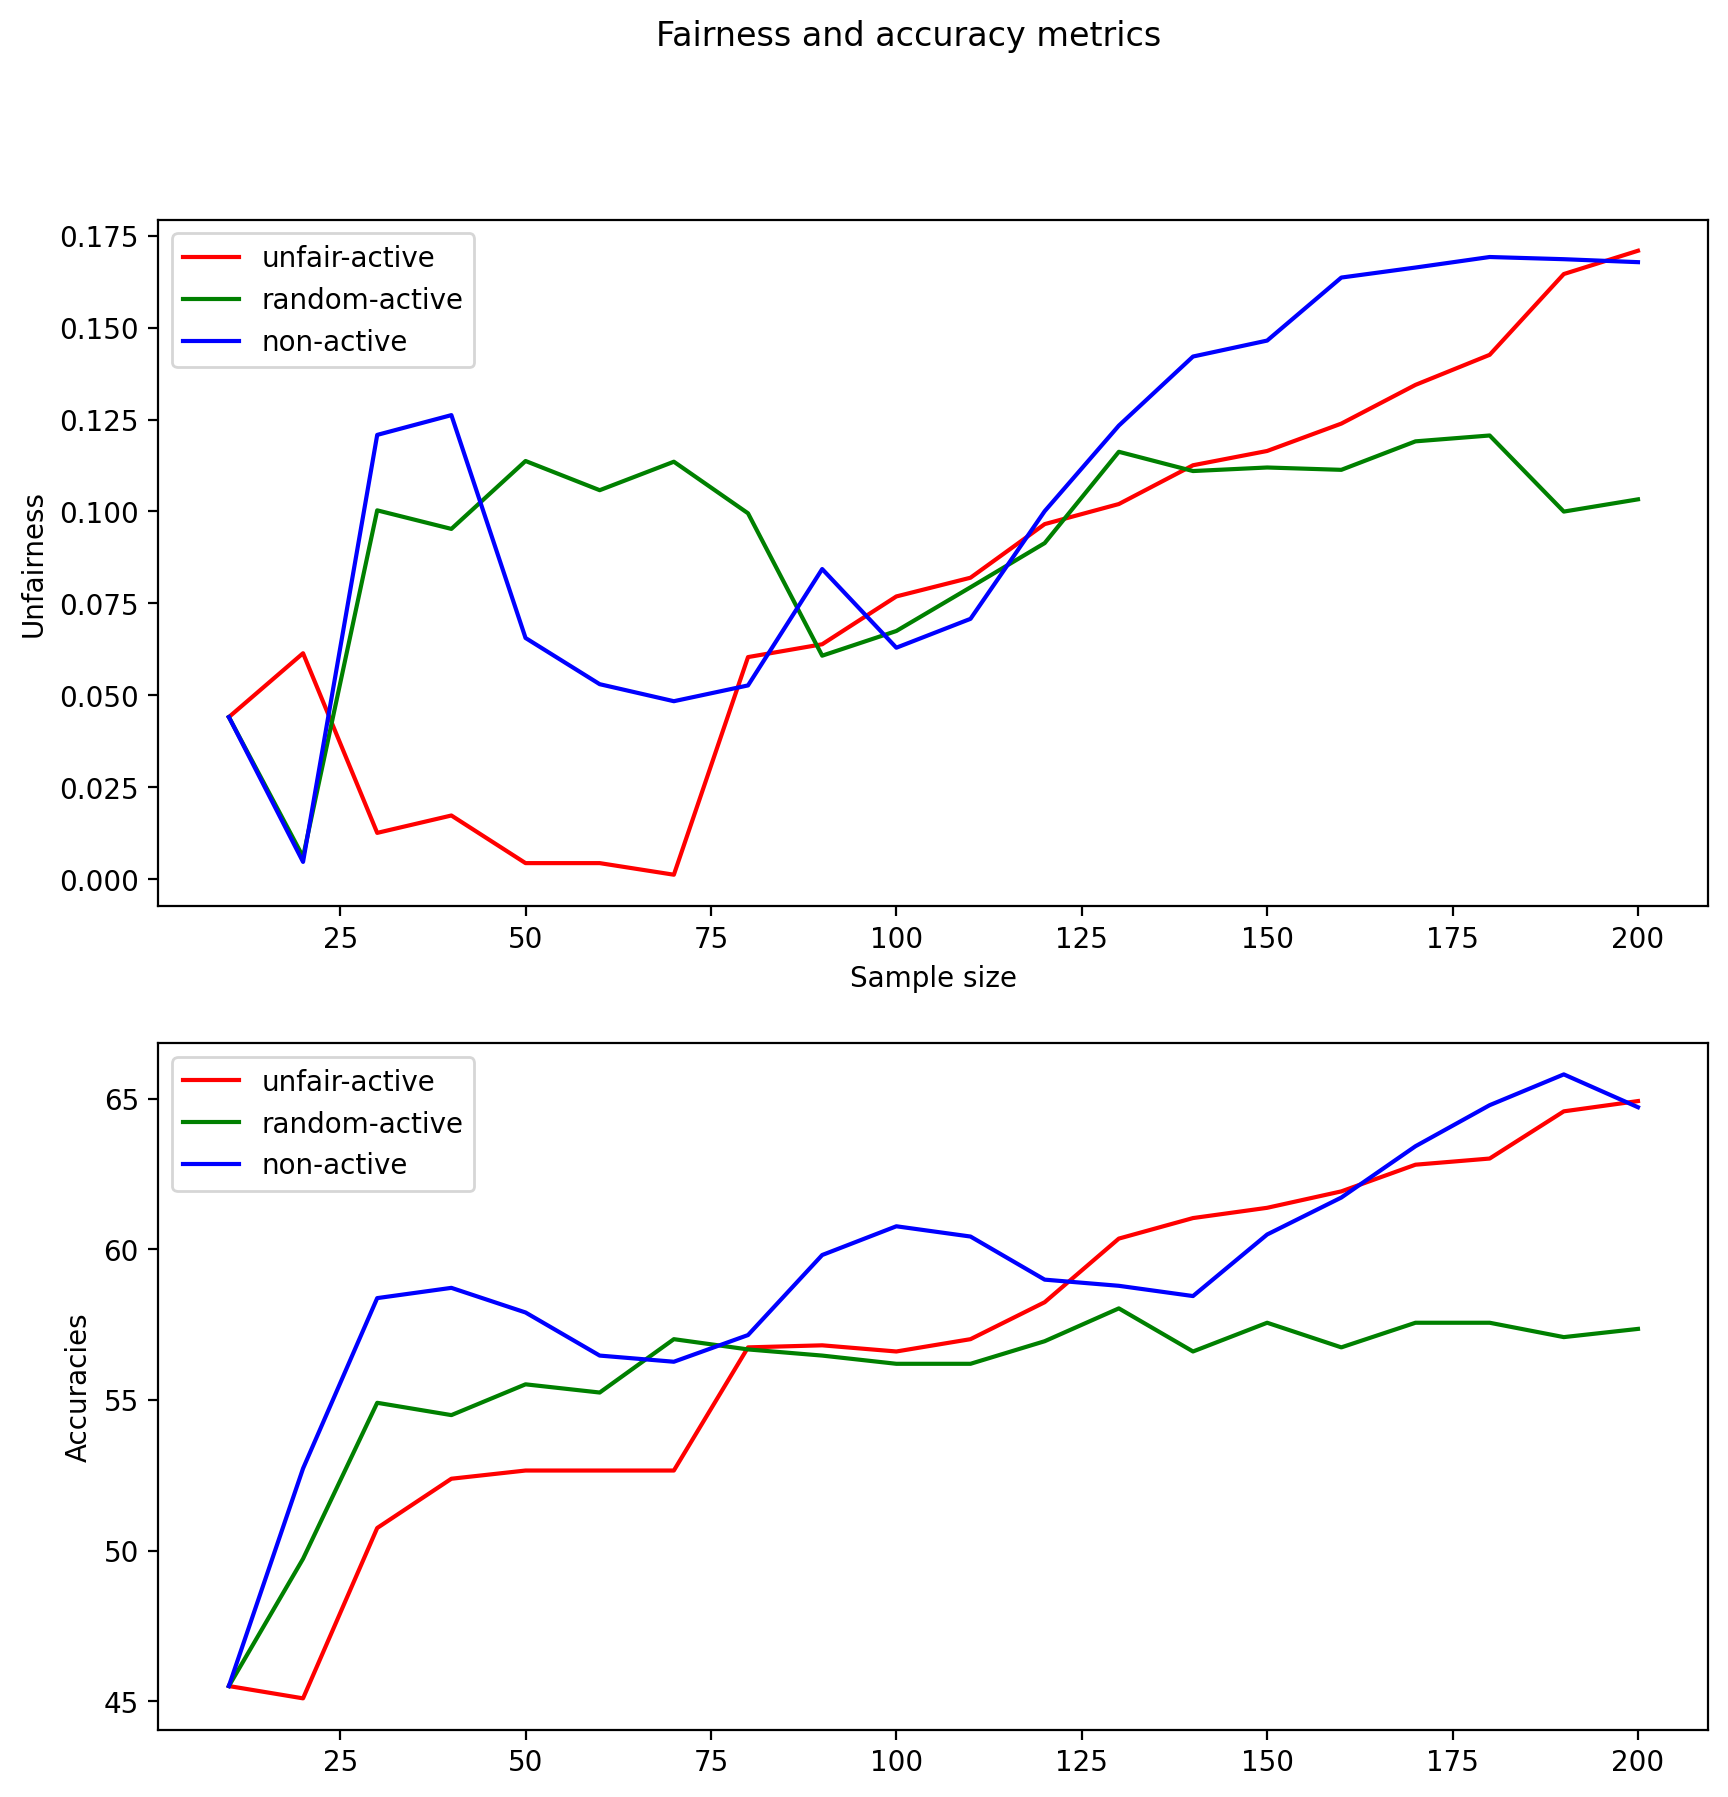 Fairness and accuracy metrics
0.175
0.150
0.125
0.100
0.075
0.050
0.025
0.000
Unfairness
unfair-active
random-active
non-active
25 50 75 100 125 150 175 200
Sample size
65
60
55
50
45
Accuracies
unfair-active
random-active
non-active
25 50 75 100 125 150 175 200